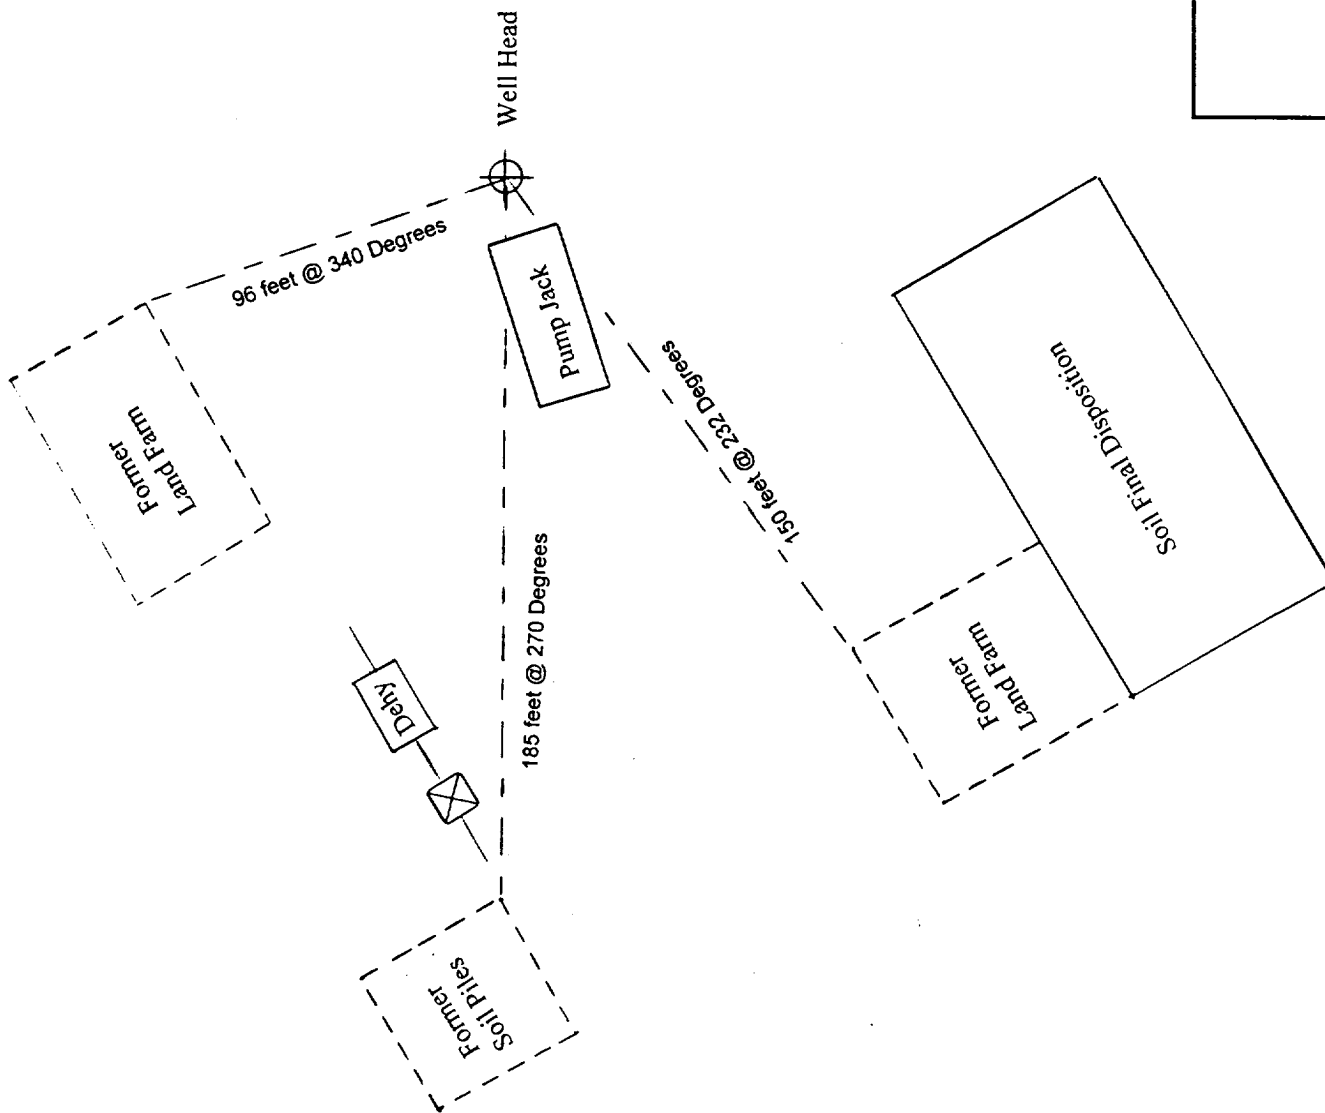 Well Head
96 feet @ 340 Degrees
Former
Land Farm
Pump Jack
Dehy
185 feet @ 270 Degrees
150 feet @ 232 Degrees
Former
Soil Piles
Former
Land Farm
Soil Final Disposition